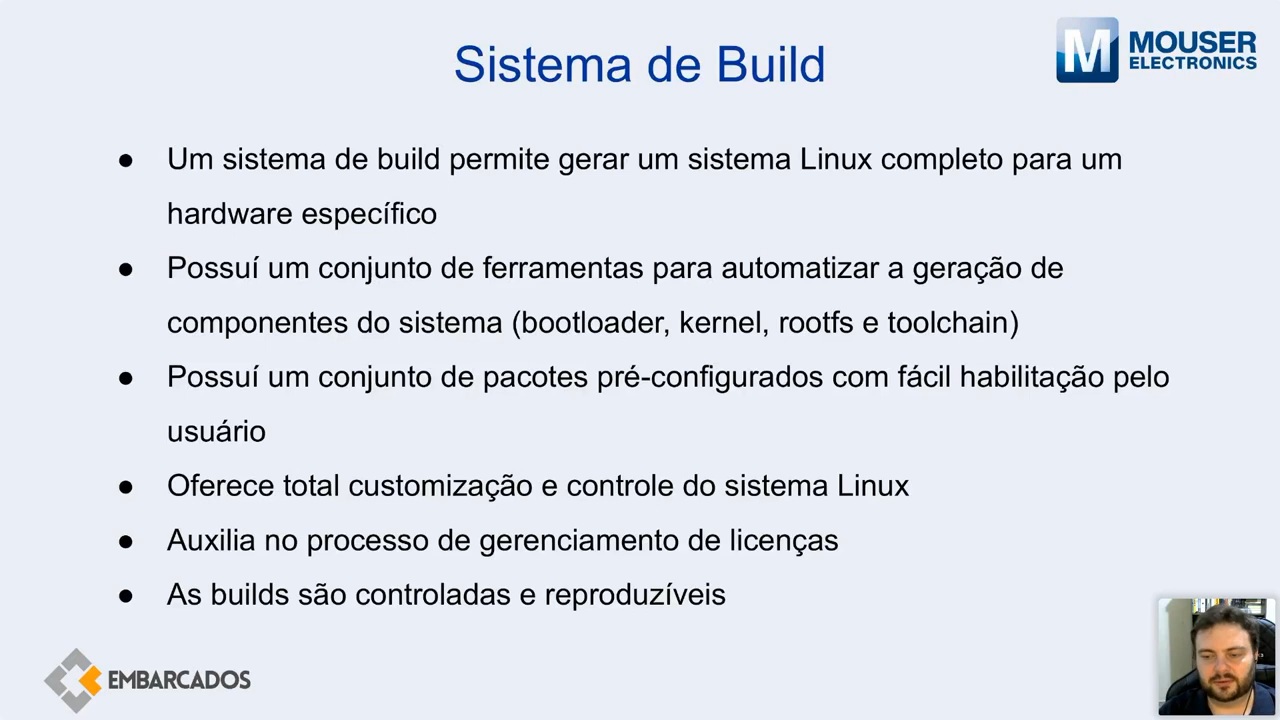 Sistema de Build
M MOUSER
ELECTRONICS
● Um sistema de build permite gerar um sistema Linux completo para um
hardware específico
● Possuí um conjunto de ferramentas para automatizar a geração de
componentes do sistema (bootloader, kernel, rootfs e toolchain)
● Possuí um conjunto de pacotes pré-configurados com fácil habilitação pelo
usuário
● Oferece total customização e controle do sistema Linux
● Auxilia no processo de gerenciamento de licenças
● As builds são controladas e reproduzíveis
EMBARCADOS